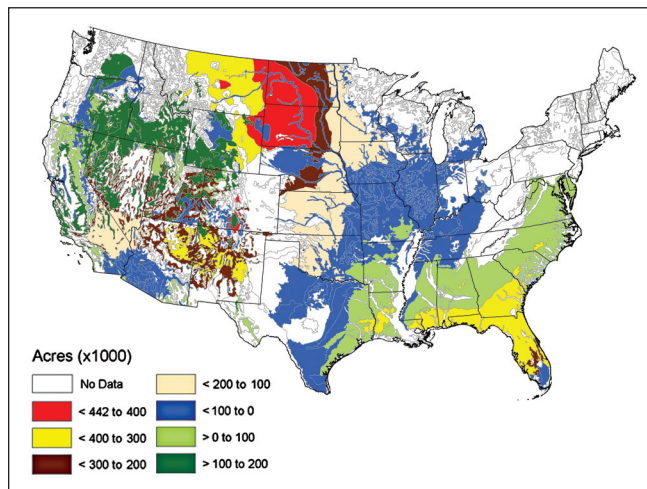 Acres (x1000)
No Data
< 442 to 400
< 400 to 300
< 300 to 200
< 200 to 100
<100 to 0
> 0 to 100
> 100 to 200